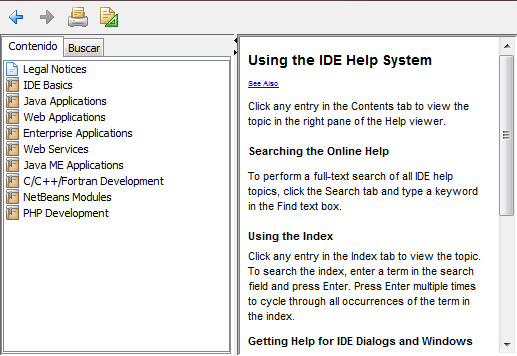 Contenido
Buscar
Legal Notices
IDE Basics
Java Applications
Web Applications
Enterprise Applications
Web Services
Java ME Applications
C/C++/Fortran Development
NetBeans Modules
PHP Development
Using the IDE Help System
See Also
Click any entry in the Contents tab to view the
topic in the right pane of the Help viewer.
Searching the Online Help
To perform a full-text search of all IDE help
topics, click the Search tab and type a keyword
in the Find text box.
Using the Index
Click any entry in the Index tab to view the topic.
To search the index, enter a term in the search
field and press Enter. Press Enter multiple times
to cycle through all occurrences of the term in
the index.
Getting Help for IDE Dialogs and Windows